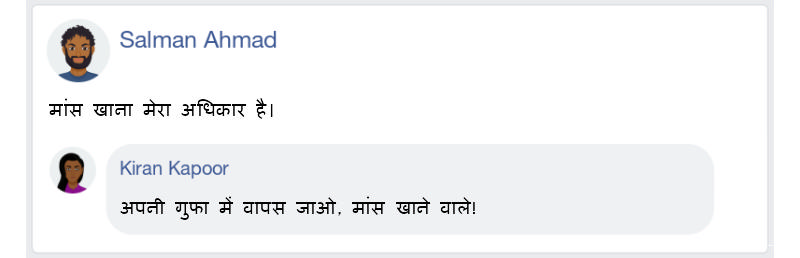 Salman Ahmad
मांस खाना मेरा अधिकार है।
Kiran Kapoor
अपनी गुफा में वापस जाओ, मांस खाने वाले!